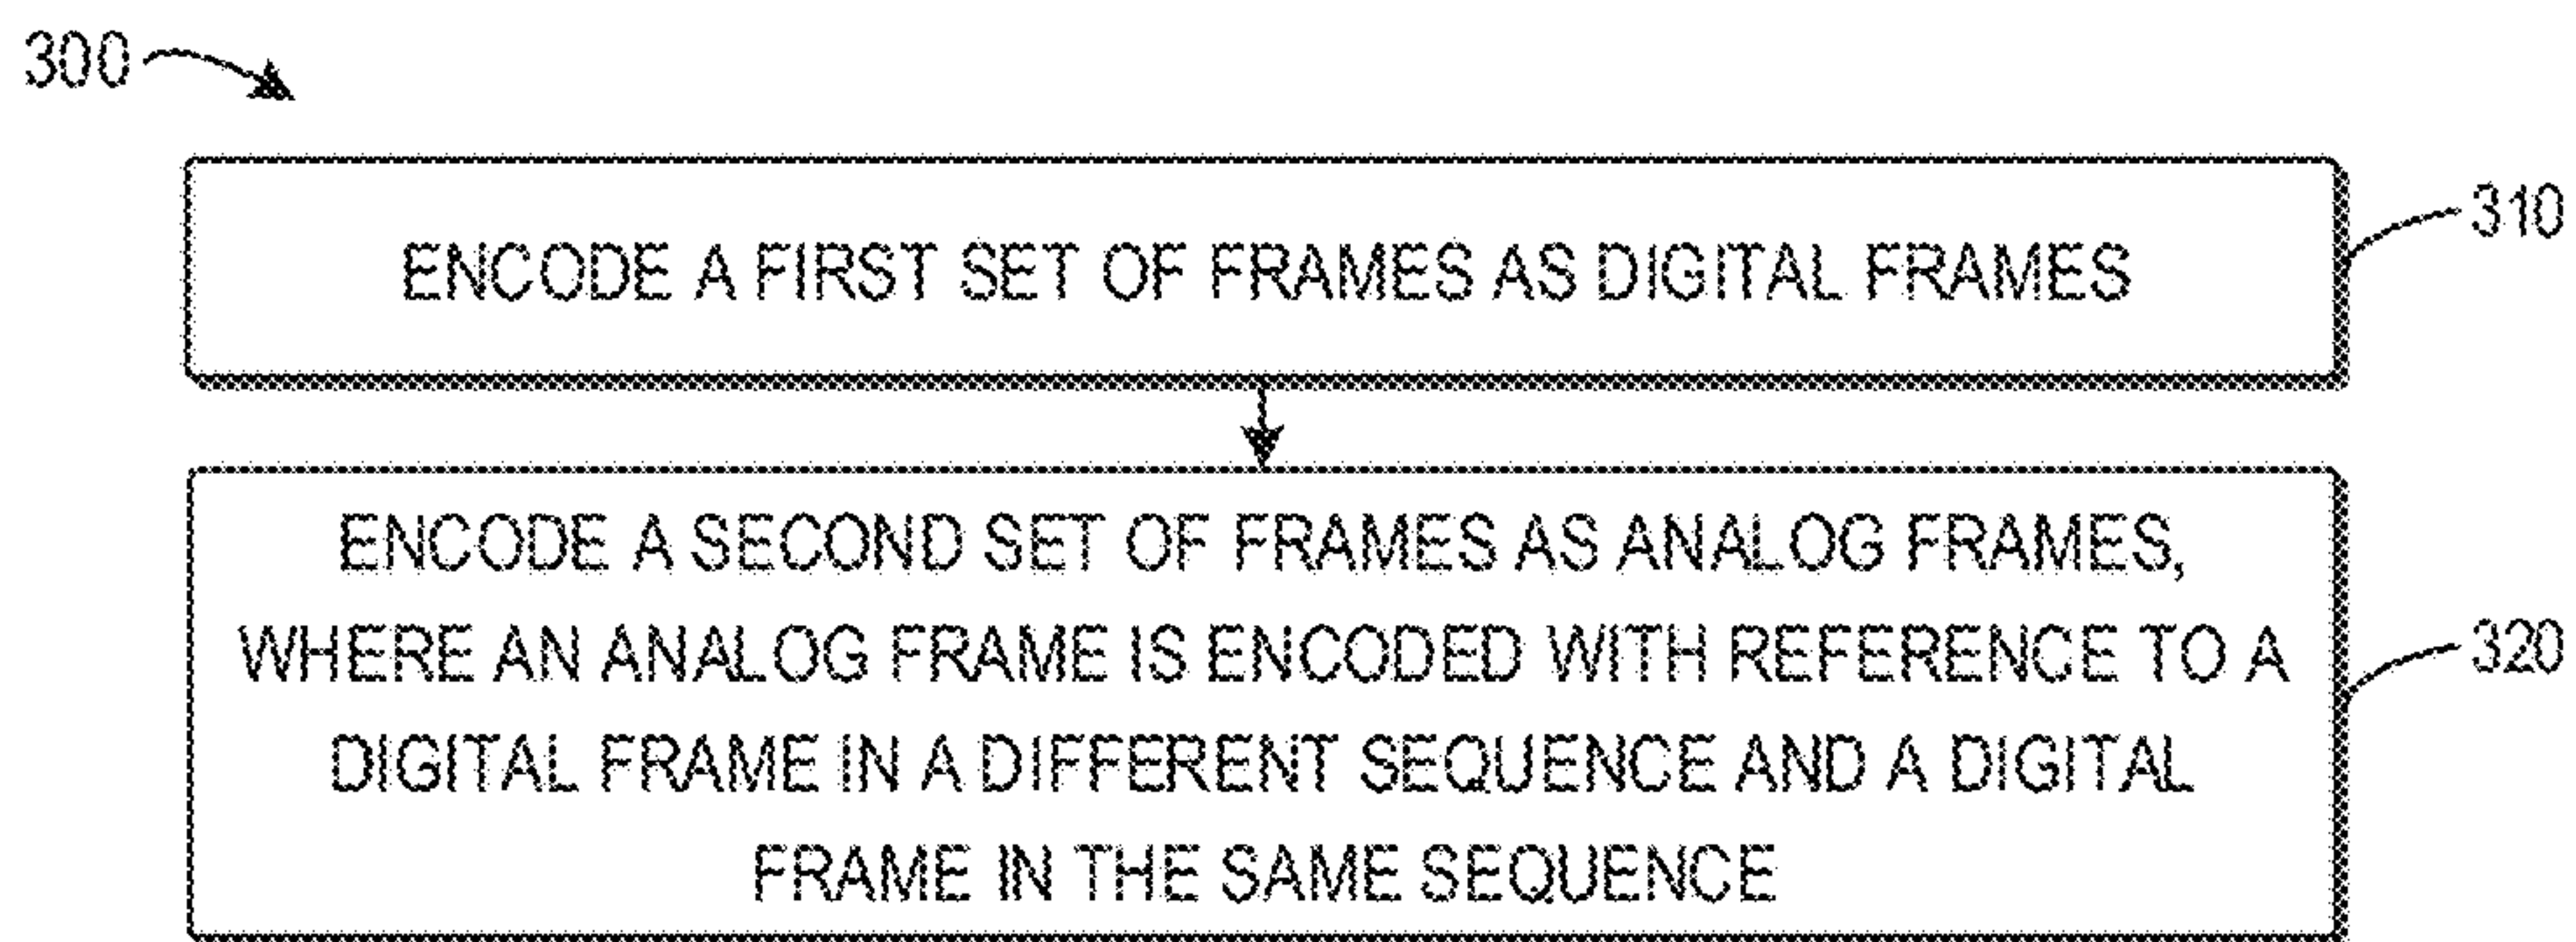 300
ENCODE A FIRST SET OF FRAMES AS DIGITAL FRAMES
310
ENCODE A SECOND SET OF FRAMES AS ANALOG FRAMES,
WHERE AN ANALOG FRAME IS ENCODED WITH REFERENCE TO A
DIGITAL FRAME IN A DIFFERENT SEQUENCE AND A DIGITAL
FRAME IN THE SAME SEQUENCE
320